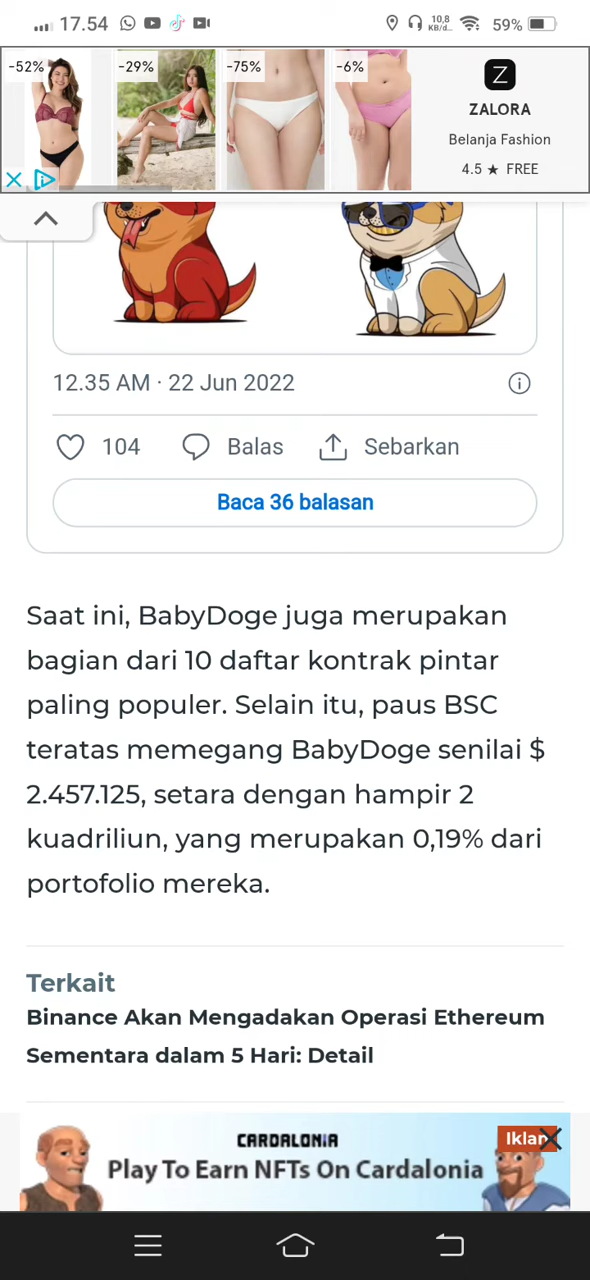 17.54
10,8
KB/d...
59%
-52%
-29%
-75%
-6%
Z
ZALORA
Belanja Fashion
4.5 ★ FREE
12.35 AM · 22 Jun 2022
104
Balas
Sebarkan
Baca 36 balasan
Saat ini, BabyDoge juga merupakan
bagian dari 10 daftar kontrak pintar
paling populer. Selain itu, paus BSC
teratas memegang BabyDoge senilai $
2.457.125, setara dengan hampir 2
kuadriliun, yang merupakan 0,19% dari
portofolio mereka.
Terkait
Binance Akan Mengadakan Operasi Ethereum
Sementara dalam 5 Hari: Detail
CARDALONIA
Iklan
Play To Earn NFTs On Cardalonia